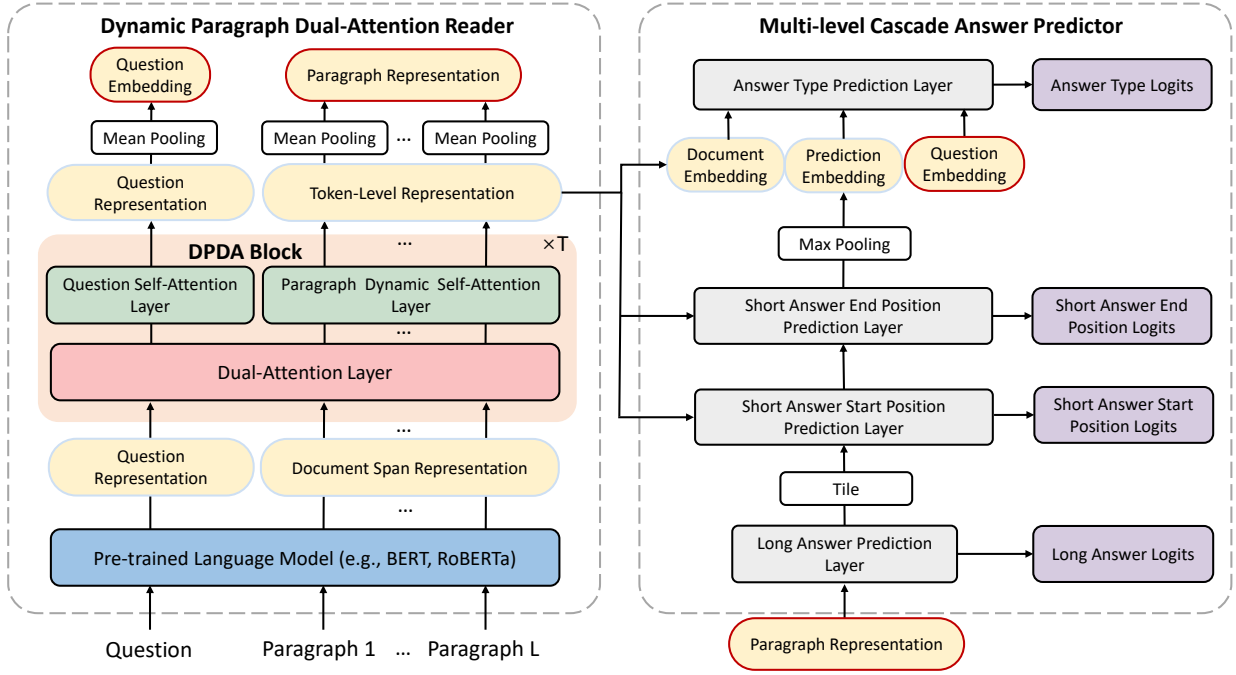 Dynamic Paragraph Dual-Attention Reader
Question
Embedding
Paragraph Representation
Mean Pooling
Mean Pooling
...
Mean Pooling
Question
Representation
Token-Level Representation
...
×T
DPDA Block
Question Self-Attention
Layer
Paragraph Dynamic Self-Attention
Layer
...
Dual-Attention Layer
...
Question
Representation
Document Span Representation
...
Pre-trained Language Model (e.g., BERT, RoBERTa)
Question
Paragraph 1
...
Paragraph L
Multi-level Cascade Answer Predictor
Answer Type Prediction Layer
Answer Type Logits
Document
Embedding
Prediction
Embedding
Question
Embedding
Max Pooling
Short Answer End Position
Prediction Layer
Short Answer End
Position Logits
Short Answer Start Position
Prediction Layer
Short Answer Start
Position Logits
Tile
Long Answer Prediction
Layer
Long Answer Logits
Paragraph Representation